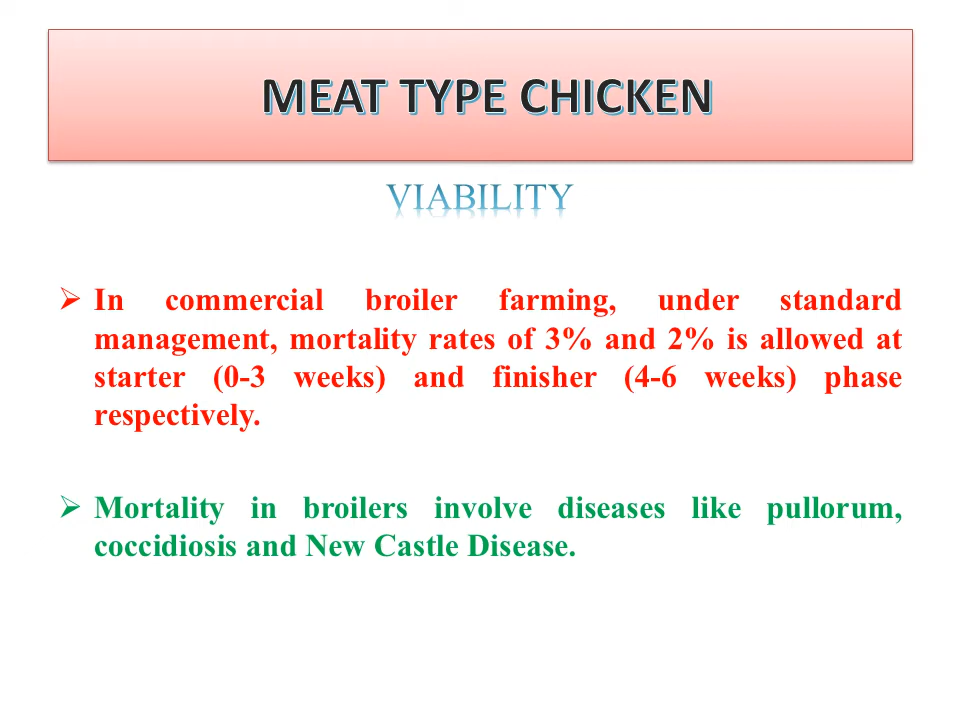 MEAT TYPE CHICKEN
VIABILITY
➢ In commercial broiler farming, under standard
management, mortality rates of 3% and 2% is allowed at
starter (0-3 weeks) and finisher (4-6 weeks) phase
respectively.
➢ Mortality in broilers involve diseases like pullorum,
coccidiosis and New Castle Disease.